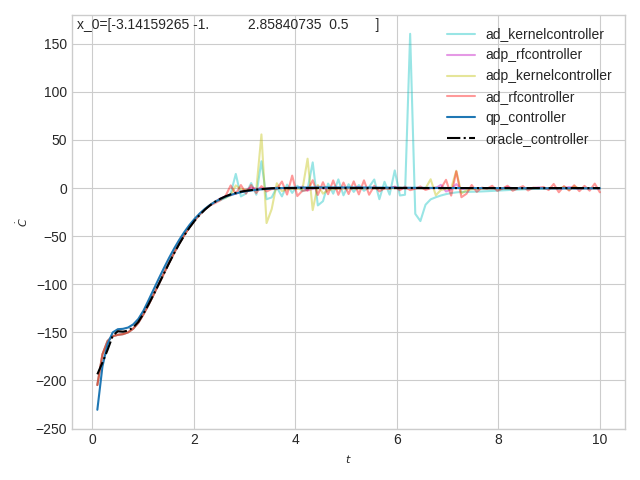 x_0=[-3.14159265 -1. 2.85840735 0.5 ]
ad_kernelcontroller
adp_rfcontroller
adp_kernelcontroller
ad_rfcontroller
qp_controller
oracle_controller
150
100
50
0
−50
−100
−150
−200
−250
Ċ
0 2 4 6 8 10
t